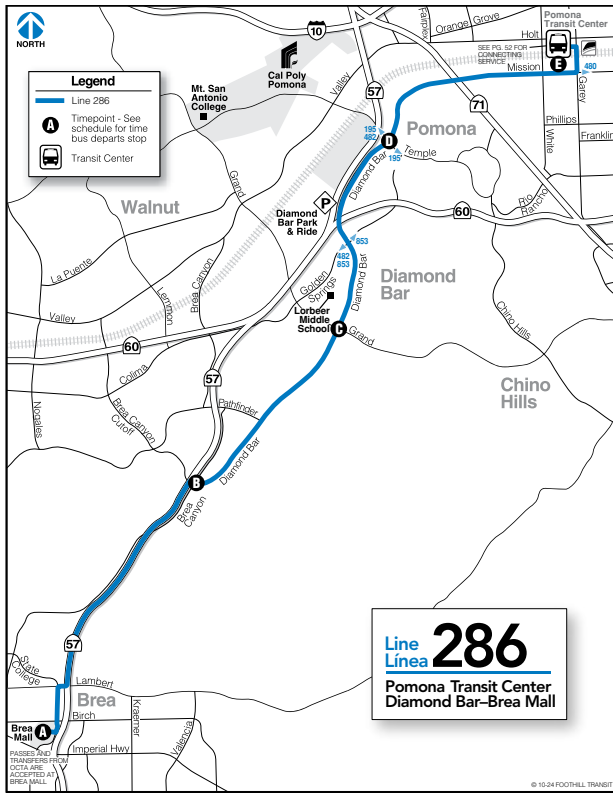 NORTH
Legend
Line 286
A
Timepoint - See
schedule for time
bus departs stop
Transit Center
10
Fairplex
Orange Grove
Pomona
Transit Center
Holt
SEE PG. 52 FOR
CONNECTING
SERVICE
E
Mission
480
Garey
Cal Poly
Pomona
Valley
57
71
Mt. San
Antonio
College
Phillips
White
Franklin
195
482
D
Pomona
Temple
195
Diamond Bar
Grand
Walnut
P
Diamond
Bar Park
& Ride
60
Rio
Rancho
853
482
853
La Puente
Brea Canyon
Lemmon
Golden
Springs
Diamond Bar
Diamond
Bar
Lorbeer
Middle
School
C
Grand
Chino Hills
Valley
60
Colima
57
Chino
Hills
Nogales
Brea Canyon
Cutoff
Pathfinder
Diamond Bar
B
Brea
Canyon
57
State
College
Lambert
Brea
Birch
Kraemer
Valencia
Brea
Mall
A
Imperial Hwy
PASSES AND
TRANSFERS FROM
OCTA ARE
ACCEPTED AT
BREA MALL
Line
Línea
286
Pomona Transit Center
Diamond Bar–Brea Mall
© 10-24 FOOTHILL TRANSIT